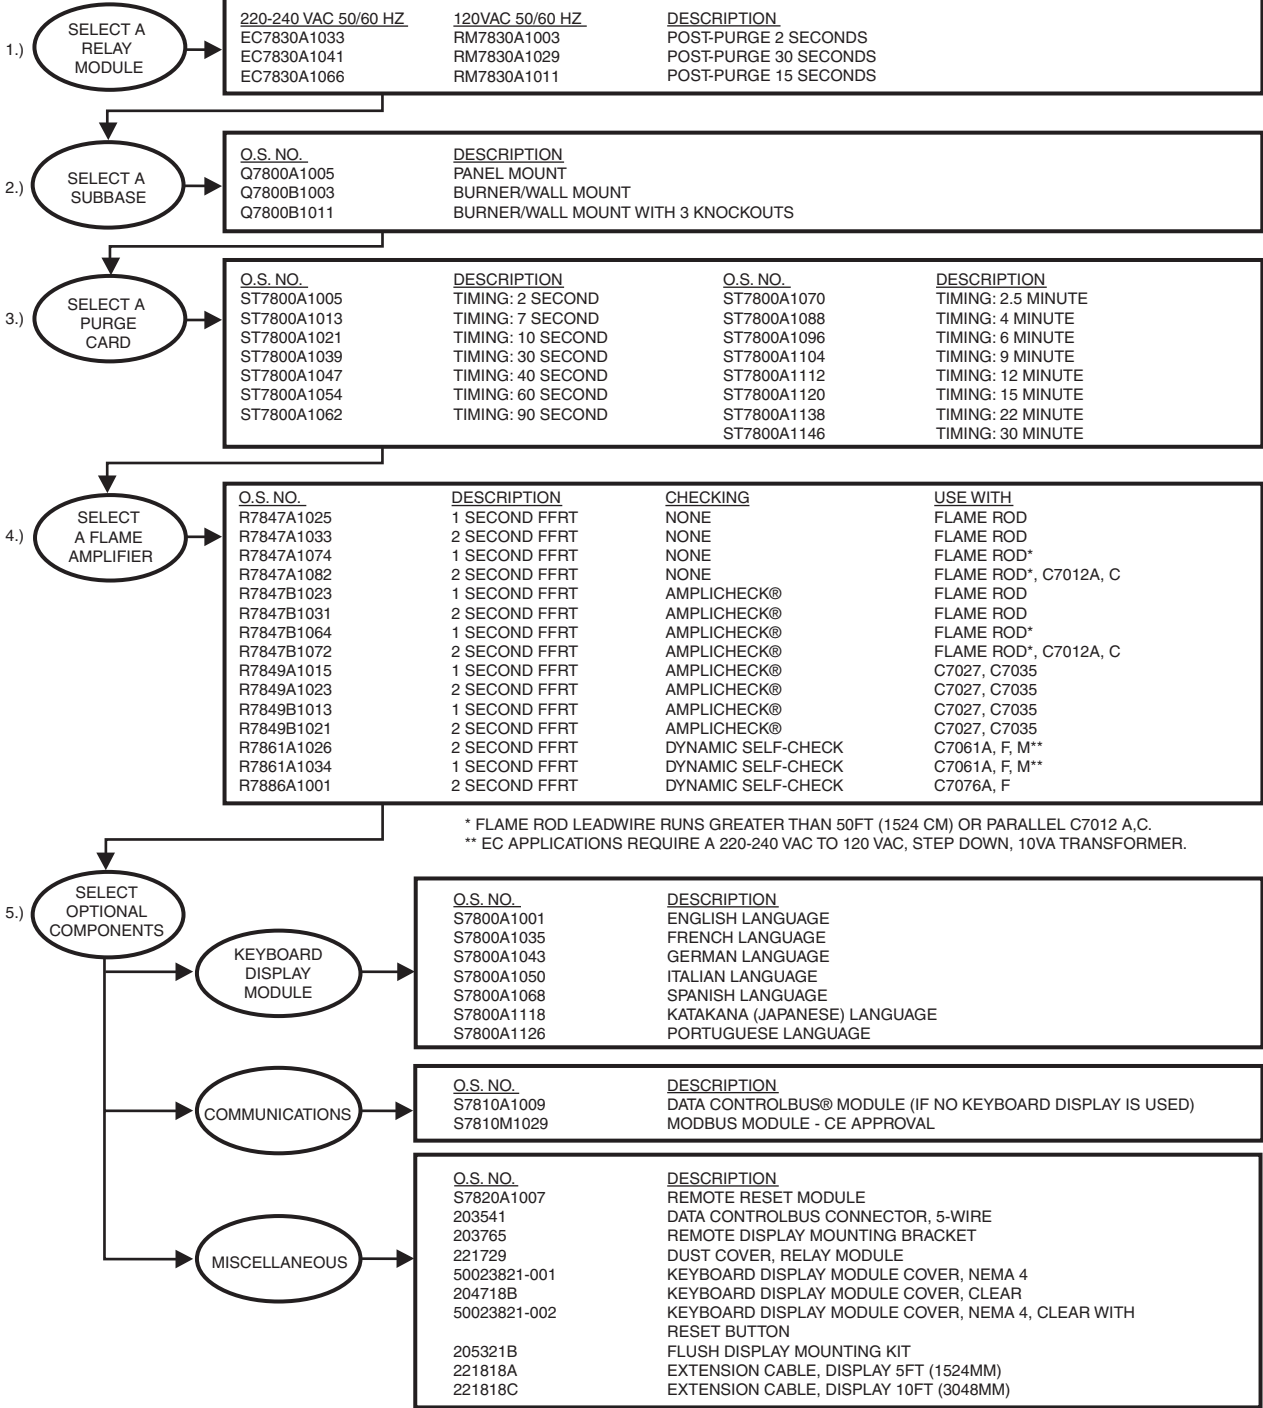 1.)
SELECT A
RELAY
MODULE
220-240 VAC 50/60 HZ 120VAC 50/60 HZ DESCRIPTION
EC7830A1033 RM7830A1003 POST-PURGE 2 SECONDS
EC7830A1041 RM7830A1029 POST-PURGE 30 SECONDS
EC7830A1066 RM7830A1011 POST-PURGE 15 SECONDS
2.)
SELECT A
SUBBASE
O.S. NO. DESCRIPTION
Q7800A1005 PANEL MOUNT
Q7800B1003 BURNER/WALL MOUNT
Q7800B1011 BURNER/WALL MOUNT WITH 3 KNOCKOUTS
3.)
SELECT A
PURGE
CARD
O.S. NO. DESCRIPTION O.S. NO. DESCRIPTION
ST7800A1005 TIMING: 2 SECOND ST7800A1070 TIMING: 2.5 MINUTE
ST7800A1013 TIMING: 7 SECOND ST7800A1088 TIMING: 4 MINUTE
ST7800A1021 TIMING: 10 SECOND ST7800A1096 TIMING: 6 MINUTE
ST7800A1039 TIMING: 30 SECOND ST7800A1104 TIMING: 9 MINUTE
ST7800A1047 TIMING: 40 SECOND ST7800A1112 TIMING: 12 MINUTE
ST7800A1054 TIMING: 60 SECOND ST7800A1120 TIMING: 15 MINUTE
ST7800A1062 TIMING: 90 SECOND ST7800A1138 TIMING: 22 MINUTE
ST7800A1146 TIMING: 30 MINUTE
4.)
SELECT
A FLAME
AMPLIFIER
O.S. NO. DESCRIPTION CHECKING USE WITH
R7847A1025 1 SECOND FFRT NONE FLAME ROD
R7847A1033 2 SECOND FFRT NONE FLAME ROD
R7847A1074 1 SECOND FFRT NONE FLAME ROD*
R7847A1082 2 SECOND FFRT NONE FLAME ROD*, C7012A, C
R7847B1023 1 SECOND FFRT AMPLICHECK® FLAME ROD
R7847B1031 2 SECOND FFRT AMPLICHECK® FLAME ROD
R7847B1064 1 SECOND FFRT AMPLICHECK® FLAME ROD*
R7847B1072 2 SECOND FFRT AMPLICHECK® FLAME ROD*, C7012A, C
R7849A1015 1 SECOND FFRT AMPLICHECK® C7027, C7035
R7849A1023 2 SECOND FFRT AMPLICHECK® C7027, C7035
R7849B1013 1 SECOND FFRT AMPLICHECK® C7027, C7035
R7849B1021 2 SECOND FFRT AMPLICHECK® C7027, C7035
R7861A1026 2 SECOND FFRT DYNAMIC SELF-CHECK C7061A, F, M**
R7861A1034 1 SECOND FFRT DYNAMIC SELF-CHECK C7061A, F, M**
R7886A1001 2 SECOND FFRT DYNAMIC SELF-CHECK C7076A, F
* FLAME ROD LEADWIRE RUNS GREATER THAN 50FT (1524 CM) OR PARALLEL C7012 A,C.
** EC APPLICATIONS REQUIRE A 220-240 VAC TO 120 VAC, STEP DOWN, 10VA TRANSFORMER.
5.)
SELECT
OPTIONAL
COMPONENTS
KEYBOARD
DISPLAY
MODULE
O.S. NO. DESCRIPTION
S7800A1001 ENGLISH LANGUAGE
S7800A1035 FRENCH LANGUAGE
S7800A1043 GERMAN LANGUAGE
S7800A1050 ITALIAN LANGUAGE
S7800A1068 SPANISH LANGUAGE
S7800A1118 KATAKANA (JAPANESE) LANGUAGE
S7800A1126 PORTUGUESE LANGUAGE
COMMUNICATIONS
O.S. NO. DESCRIPTION
S7810A1009 DATA CONTROLBUS® MODULE (IF NO KEYBOARD DISPLAY IS USED)
S7810M1029 MODBUS MODULE - CE APPROVAL
MISCELLANEOUS
O.S. NO. DESCRIPTION
S7820A1007 REMOTE RESET MODULE
203541 DATA CONTROLBUS CONNECTOR, 5-WIRE
203765 REMOTE DISPLAY MOUNTING BRACKET
221729 DUST COVER, RELAY MODULE
50023821-001 KEYBOARD DISPLAY MODULE COVER, NEMA 4
204718B KEYBOARD DISPLAY MODULE COVER, CLEAR
50023821-002 KEYBOARD DISPLAY MODULE COVER, NEMA 4, CLEAR WITH
RESET BUTTON
205321B FLUSH DISPLAY MOUNTING KIT
221818A EXTENSION CABLE, DISPLAY 5FT (1524MM)
221818C EXTENSION CABLE, DISPLAY 10FT (3048MM)